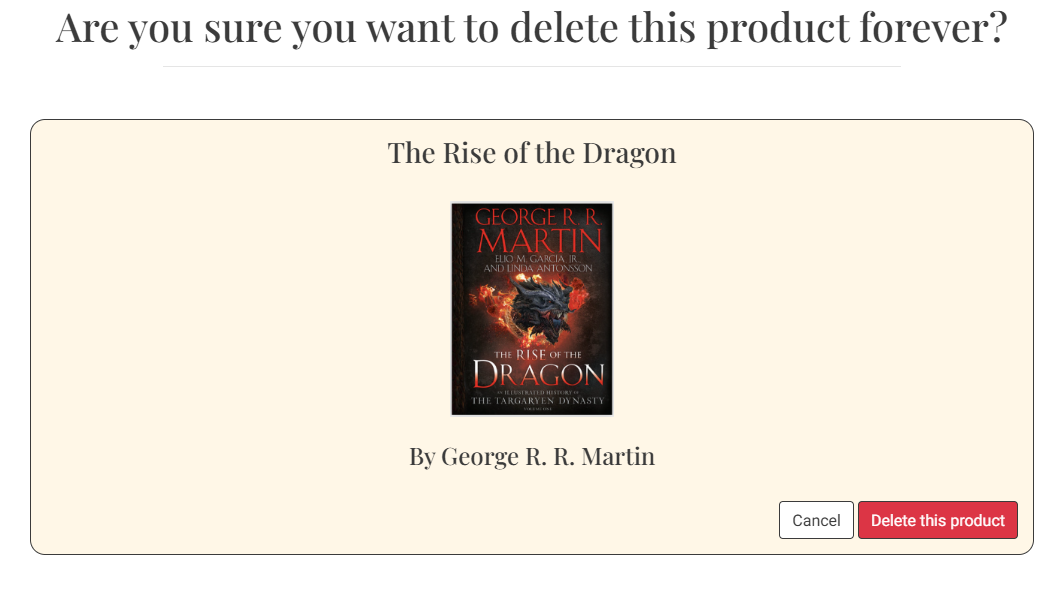 Are you sure you want to delete this product forever?
The Rise of the Dragon
GEORGE R. R.
MARTIN
ELIO M. GARCÍA, JR.
AND LINDA ANTONSSON
THE RISE OF THE
DRAGON
AN ILLUSTRATED HISTORY OF
THE TARGARYEN DYNASTY
VOLUME ONE
By George R. R. Martin
Cancel
Delete this product